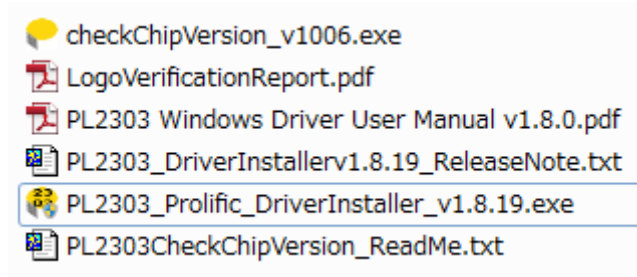 checkChipVersion_v1006.exe
LogoVerificationReport.pdf
PL2303 Windows Driver User Manual v1.8.0.pdf
PL2303_DriverInstallerv1.8.19_ReleaseNote.txt
PL2303_Prolific_DriverInstaller_v1.8.19.exe
PL2303CheckChipVersion_ReadMe.txt